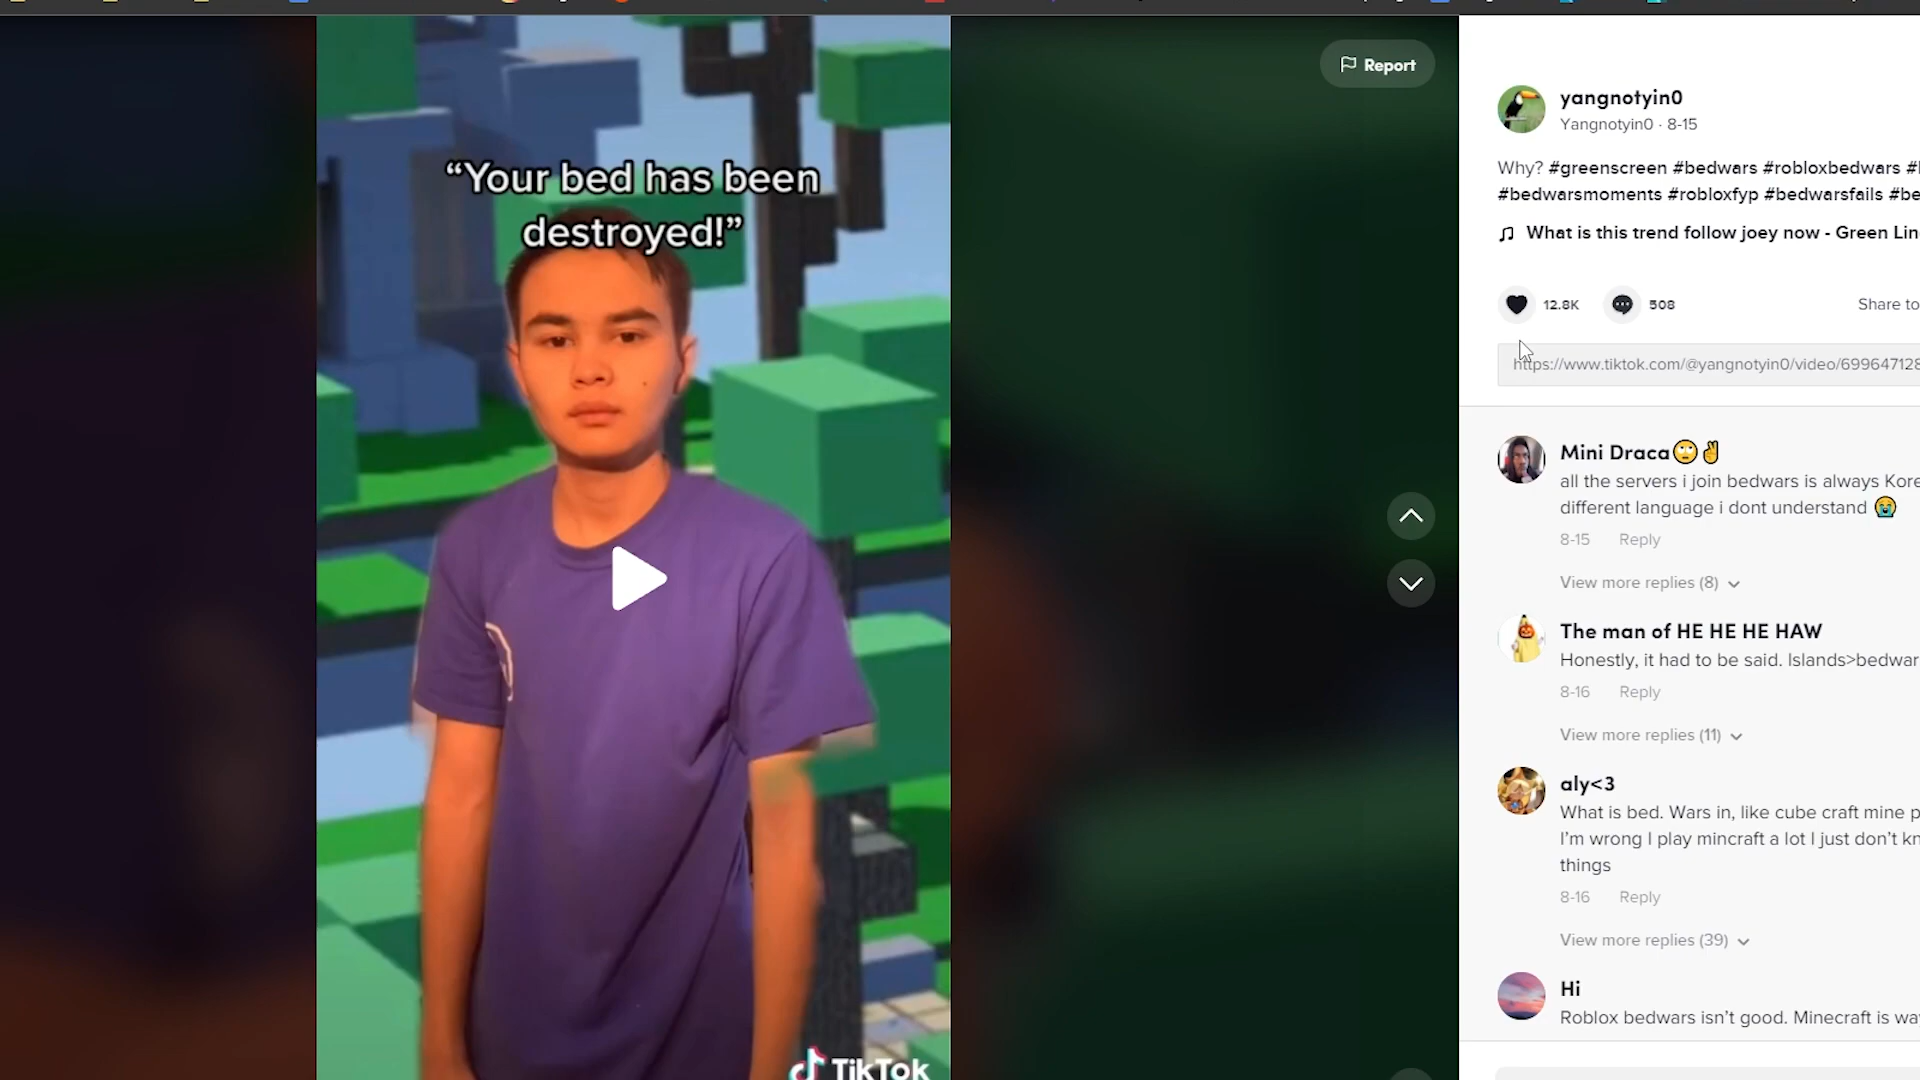 “Your bed has been
destroyed!”
TikTok
Report
yangnotyin0
Yangnotyin0 · 8-15
Why? #greenscreen #bedwars #robloxbedwars
#bedwarsmoments #robloxfyp #bedwarsfails
What is this trend follow joey now - Green
12.8K
508
Share to
https://www.tiktok.com/@yangnotyin0/video/699647128
Mini Draca🙄✌
all the servers i join bedwars is always
different language i dont understand 😭
8-15 Reply
View more replies (8)
The man of HE HE HE HAW
Honestly, it had to be said. Islands>bedwar
8-16 Reply
View more replies (11)
aly<3
What is bed. Wars in, like cube craft mine
I’m wrong I play mincraft a lot I just don’t
things
8-16 Reply
View more replies (39)
Hi
Roblox bedwars isn’t good. Minecraft is